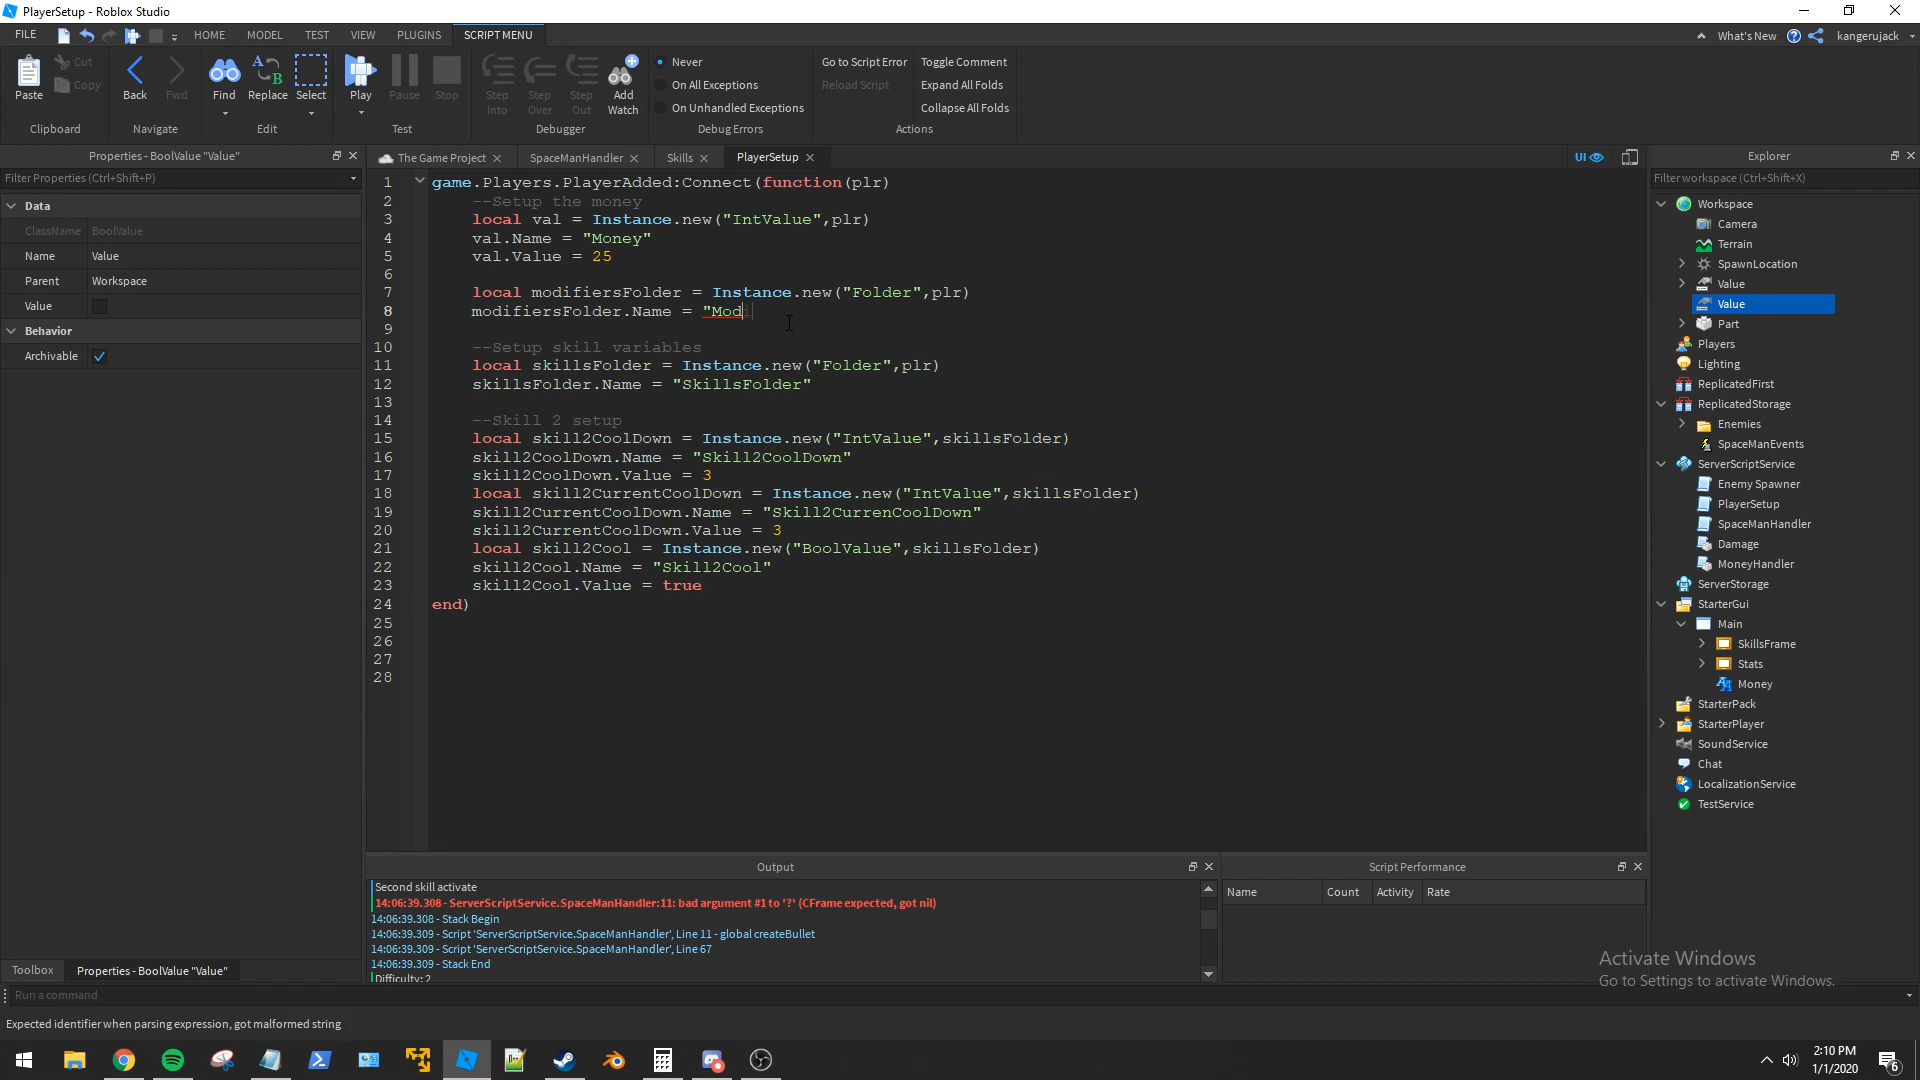 PlayerSetup - Roblox Studio
FILE
HOME
MODEL
TEST
VIEW
PLUGINS
SCRIPT MENU
What's New
kangerujack
Paste
Cut
Copy
Back
Fwd
Find
Replace
Select
Play
Pause
Stop
Step Into
Step Over
Step Out
Add Watch
Never
On All Exceptions
On Unhandled Exceptions
Go to Script Error
Reload Script
Toggle Comment
Expand All Folds
Collapse All Folds
Clipboard
Navigate
Edit
Test
Debugger
Debug Errors
Actions
Properties - BoolValue "Value"
Filter Properties (Ctrl+Shift+P)
Data
ClassName BoolValue
Name Value
Parent Workspace
Value
Behavior
Archivable
Toolbox
Properties - BoolValue "Value"
The Game Project
SpaceManHandler
Skills
PlayerSetup
UI
1 game.Players.PlayerAdded:Connect(function(plr)
2 --Setup the money
3 local val = Instance.new("IntValue",plr)
4 val.Name = "Money"
5 val.Value = 25
6
7 local modifiersFolder = Instance.new("Folder",plr)
8 modifiersFolder.Name = "Modi
9
10 --Setup skill variables
11 local skillsFolder = Instance.new("Folder",plr)
12 skillsFolder.Name = "SkillsFolder"
13
14 --Skill 2 setup
15 local skill2CoolDown = Instance.new("IntValue",skillsFolder)
16 skill2CoolDown.Name = "Skill2CoolDown"
17 skill2CoolDown.Value = 3
18 local skill2CurrentCoolDown = Instance.new("IntValue",skillsFolder)
19 skill2CurrentCoolDown.Name = "Skill2CurrenCoolDown"
20 skill2CurrentCoolDown.Value = 3
21 local skill2Cool = Instance.new("BoolValue",skillsFolder)
22 skill2Cool.Name = "Skill2Cool"
23 skill2Cool.Value = true
24 end)
25
26
27
28
Explorer
Filter workspace (Ctrl+Shift+X)
Workspace
Camera
Terrain
SpawnLocation
Value
Value
Part
Players
Lighting
ReplicatedFirst
ReplicatedStorage
Enemies
SpaceManEvents
ServerScriptService
Enemy Spawner
PlayerSetup
SpaceManHandler
Damage
MoneyHandler
ServerStorage
StarterGui
Main
SkillsFrame
Stats
Money
StarterPack
StarterPlayer
SoundService
Chat
LocalizationService
TestService
Output
Second skill activate
14:06:39.308 - ServerScriptService.SpaceManHandler:11: bad argument #1 to '?' (CFrame expected, got nil)
14:06:39.308 - Stack Begin
14:06:39.309 - Script 'ServerScriptService.SpaceManHandler', Line 11 - global createBullet
14:06:39.309 - Script 'ServerScriptService.SpaceManHandler', Line 67
14:06:39.309 - Stack End
Difficulty: 2
Script Performance
Name Count Activity Rate
Activate Windows
Go to Settings to activate Windows.
Run a command
Expected identifier when parsing expression, got malformed string
2:10 PM
1/1/2020
6